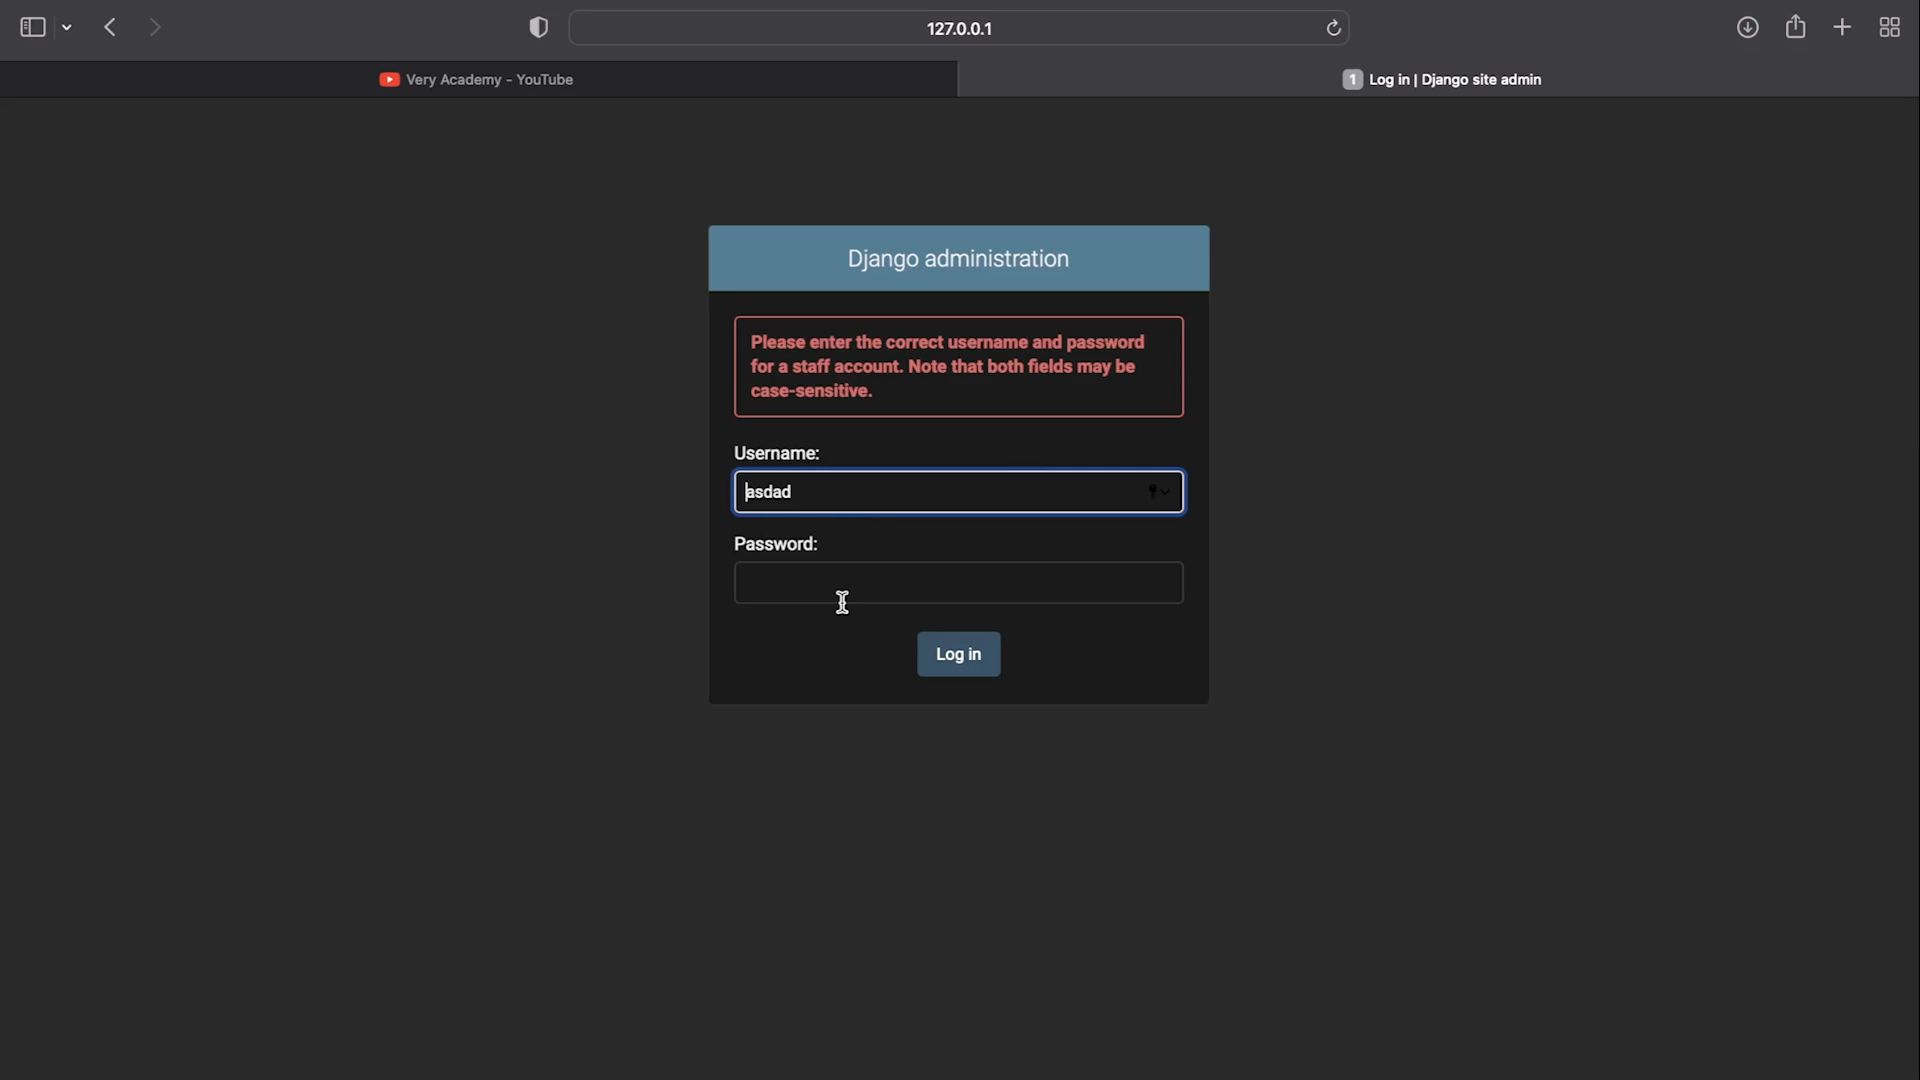 127.0.0.1
Very Academy - YouTube
1 Log in | Django site admin
Django administration
Please enter the correct username and password
for a staff account. Note that both fields may be
case-sensitive.
Username:
asdad
Password:
Log in